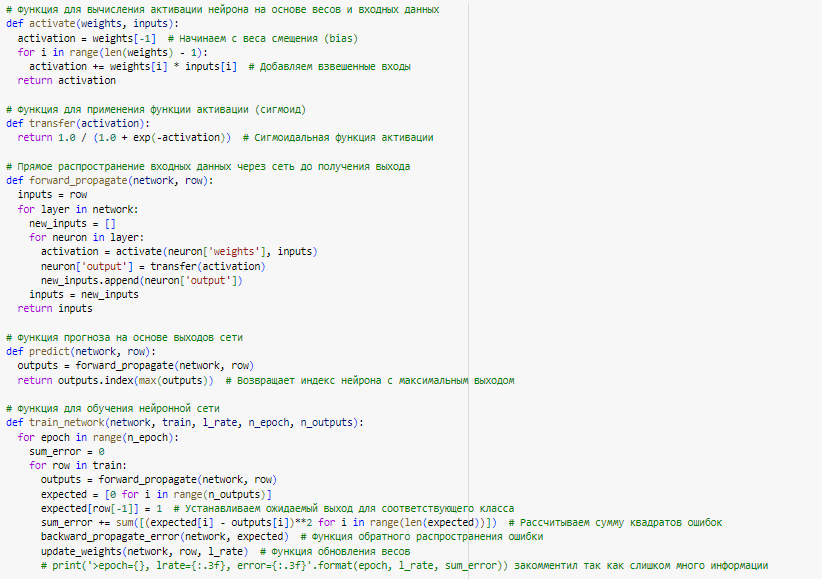 # Функция для вычисления активации нейрона на основе весов и входных данных
def activate(weights, inputs):
  activation = weights[-1]  # Начинаем с веса смещения (bias)
  for i in range(len(weights) - 1):
    activation += weights[i] * inputs[i]  # Добавляем взвешенные входы
  return activation

# Функция для применения функции активации (сигмоид)
def transfer(activation):
  return 1.0 / (1.0 + exp(-activation))  # Сигмоидальная функция активации

# Прямое распространение входных данных через сеть до получения выхода
def forward_propagate(network, row):
  inputs = row
  for layer in network:
    new_inputs = []
    for neuron in layer:
      activation = activate(neuron['weights'], inputs)
      neuron['output'] = transfer(activation)
      new_inputs.append(neuron['output'])
    inputs = new_inputs
  return inputs

# Функция прогноза на основе выходов сети
def predict(network, row):
  outputs = forward_propagate(network, row)
  return outputs.index(max(outputs))  # Возвращает индекс нейрона с максимальным выходом

# Функция для обучения нейронной сети
def train_network(network, train, l_rate, n_epoch, n_outputs):
  for epoch in range(n_epoch):
    sum_error = 0
    for row in train:
      outputs = forward_propagate(network, row)
      expected = [0 for i in range(n_outputs)]
      expected[row[-1]] = 1  # Устанавливаем ожидаемый выход для соответствующего класса
      sum_error += sum([(expected[i] - outputs[i])**2 for i in range(len(expected))])  # Рассчитываем сумму квадратов ошибок
      backward_propagate_error(network, expected)  # Функция обратного распространения ошибки
      update_weights(network, row, l_rate)  # Функция обновления весов
      # print('>epoch={}, lrate={:.3f}, error={:.3f}'.format(epoch, l_rate, sum_error)) закомментил так как слишком много информации